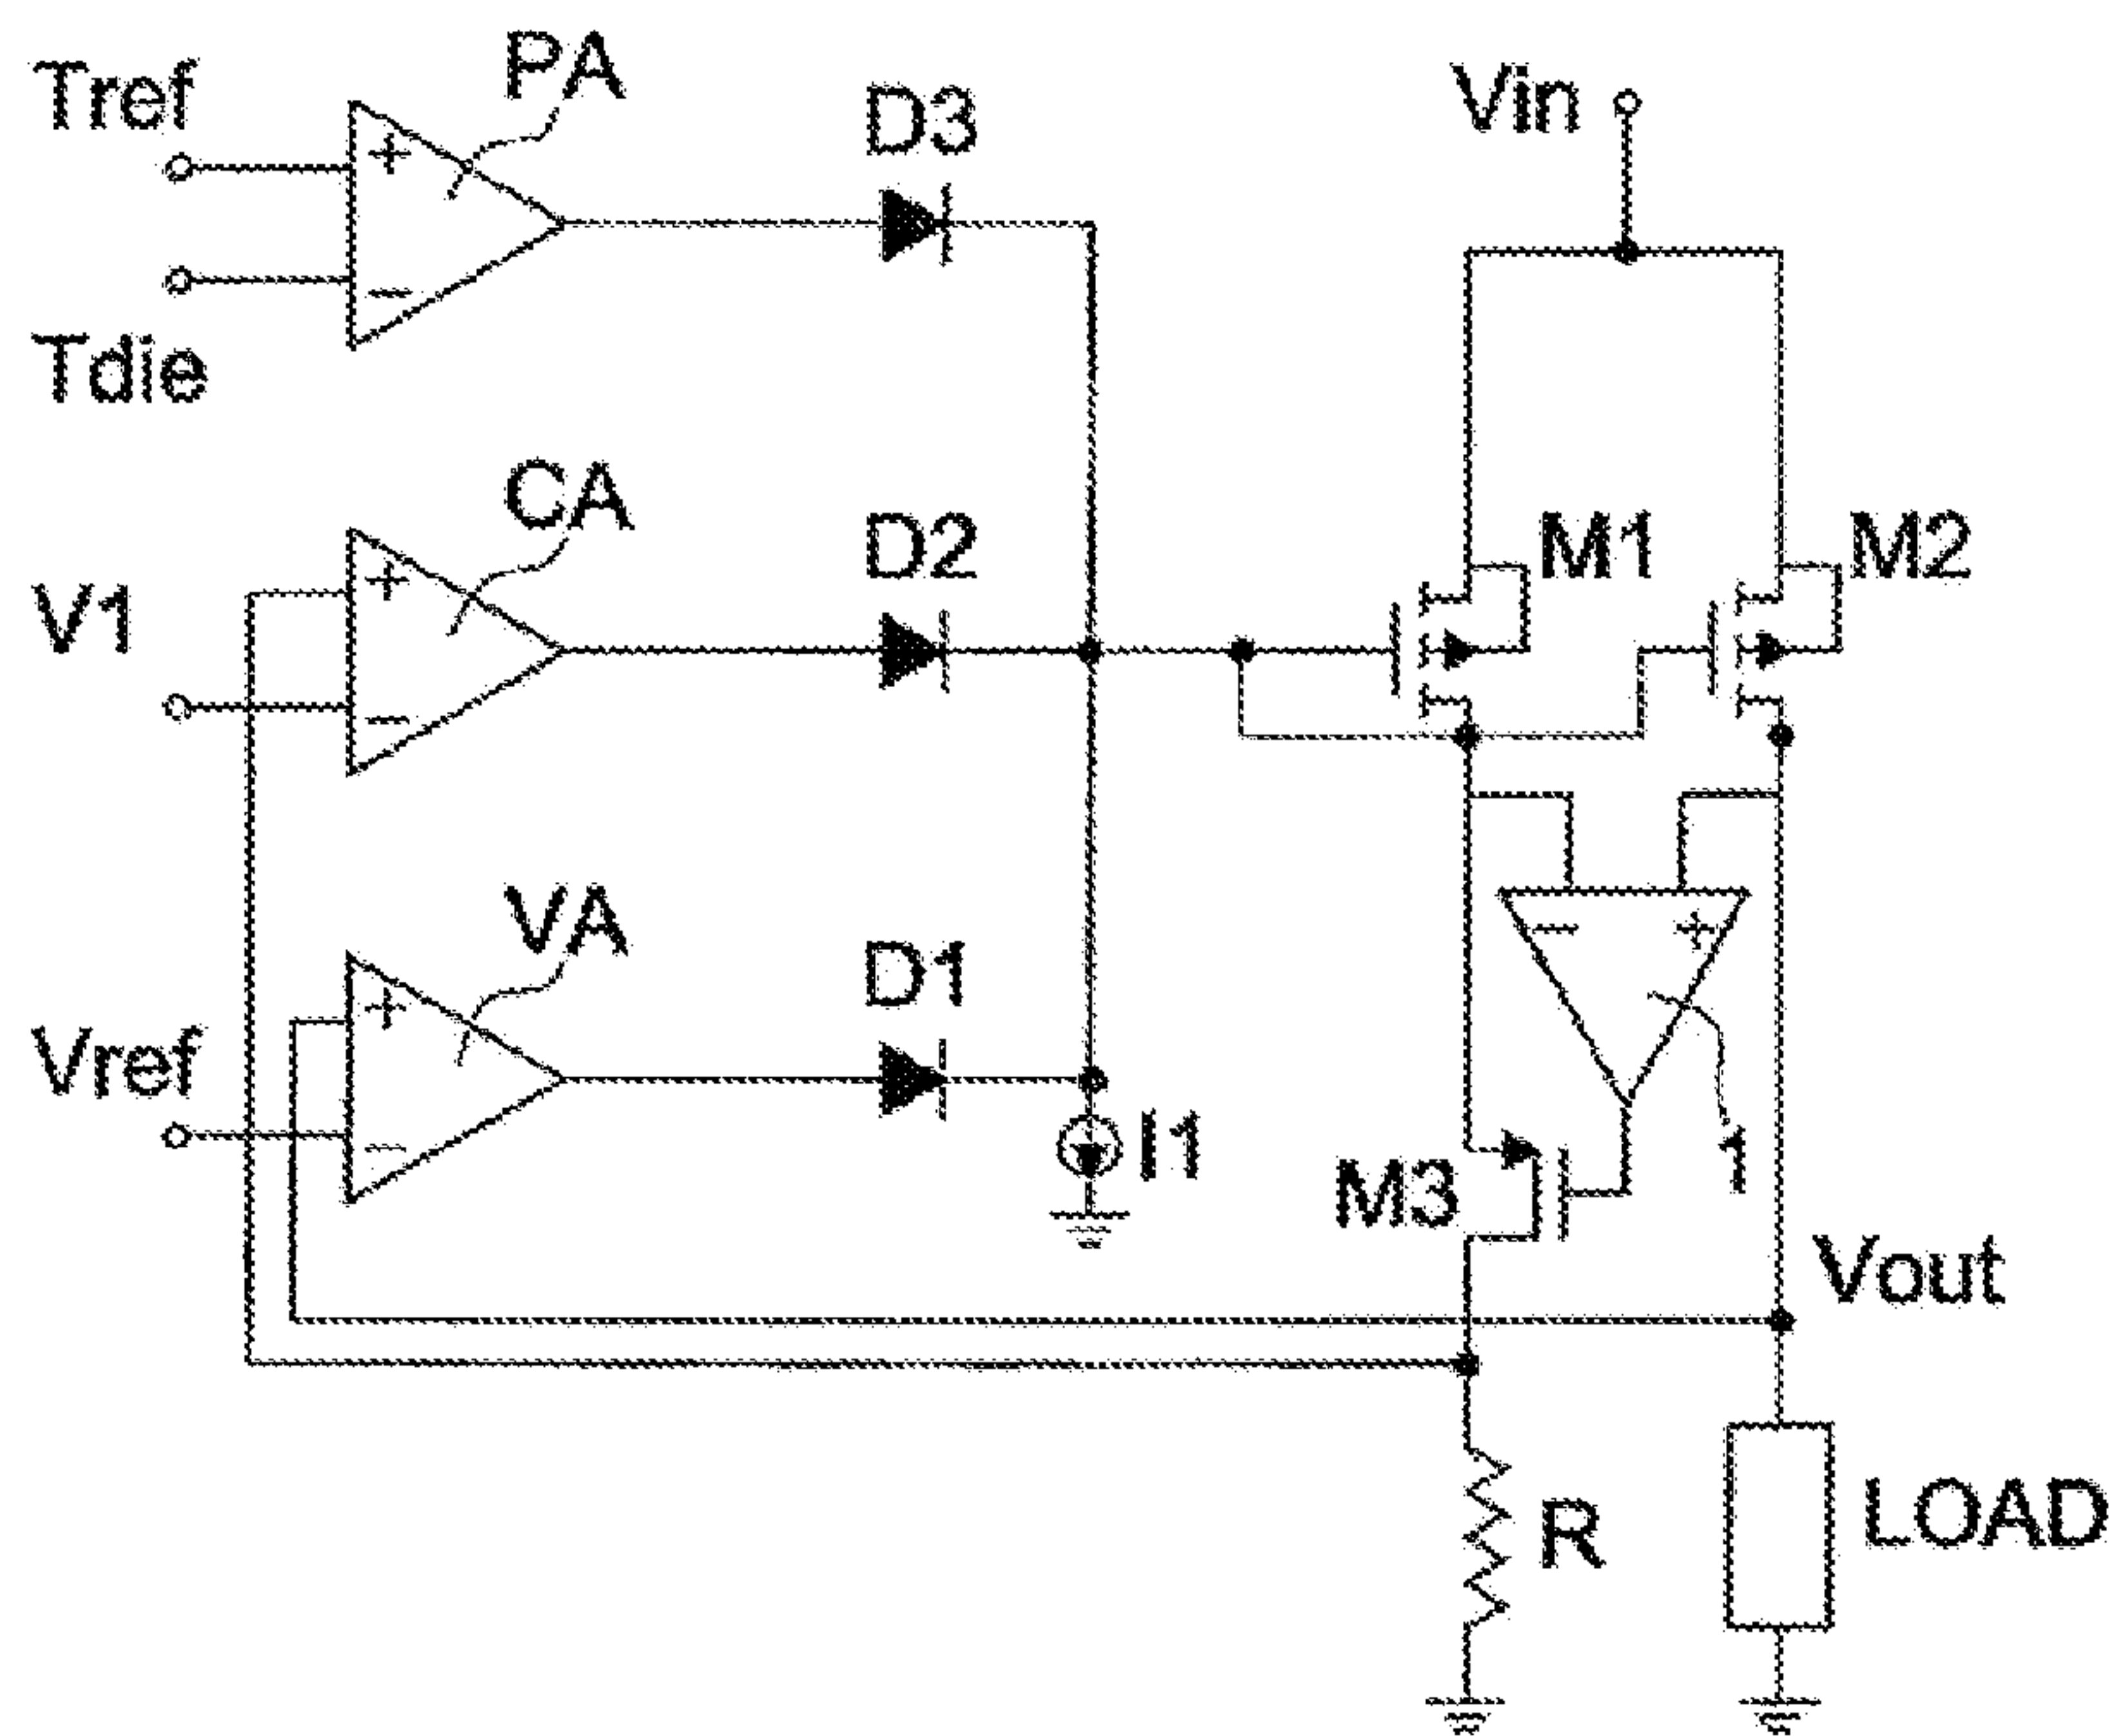 Tref
PA
D3
Vin
Tdie
CA
D2
M1
M2
V1
VA
D1
Vref
I1
M3
1
Vout
R
LOAD